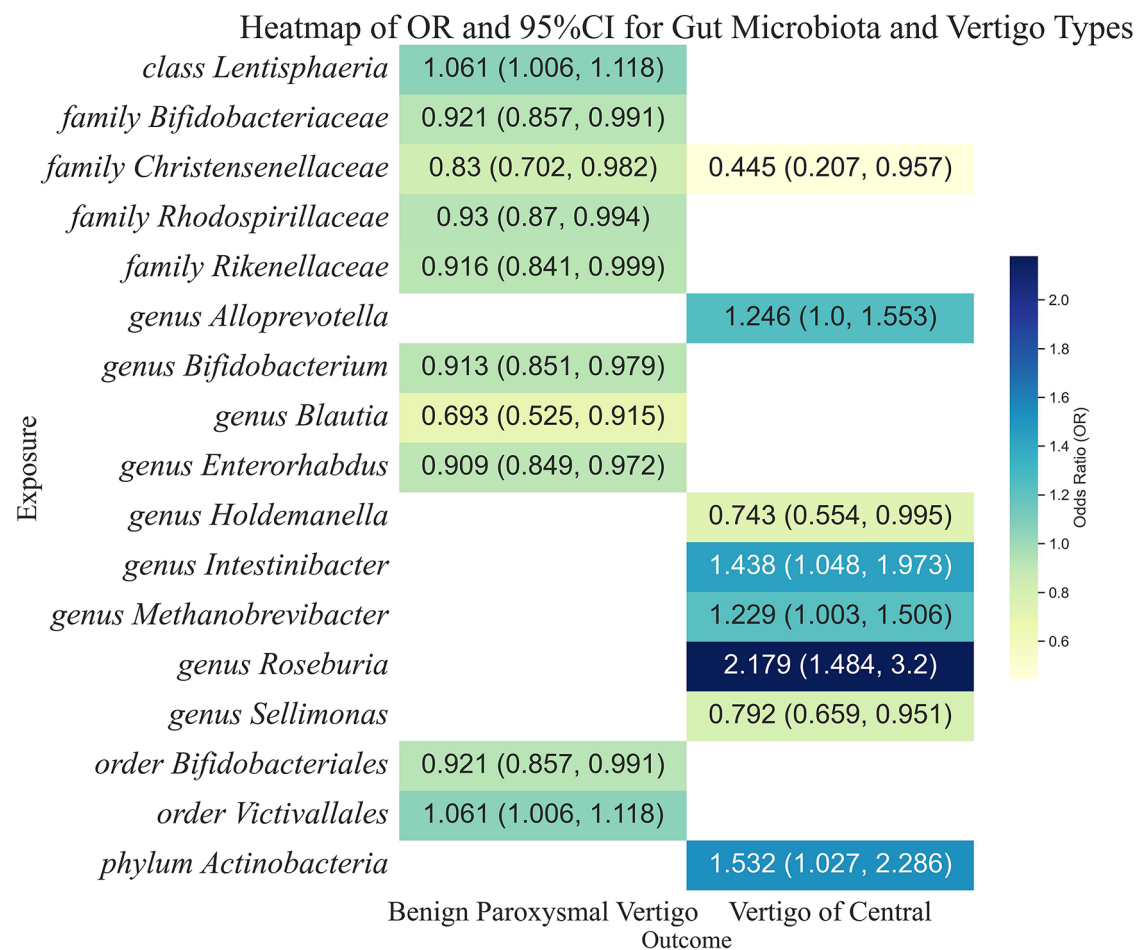 Heatmap of OR and 95%CI for Gut Microbiota and Vertigo Types
class Lentisphaeria 1.061 (1.006, 1.118)
family Bifidobacteriaceae 0.921 (0.857, 0.991)
family Christensenellaceae 0.83 (0.702, 0.982) 0.445 (0.207, 0.957)
family Rhodospirillaceae 0.93 (0.87, 0.994)
family Rikenellaceae 0.916 (0.841, 0.999)
genus Alloprevotella 1.246 (1.0, 1.553)
genus Bifidobacterium 0.913 (0.851, 0.979)
genus Blautia 0.693 (0.525, 0.915)
genus Enterorhabdus 0.909 (0.849, 0.972)
genus Holdemanella 0.743 (0.554, 0.995)
genus Intestinibacter 1.438 (1.048, 1.973)
genus Methanobrevibacter 1.229 (1.003, 1.506)
genus Roseburia 2.179 (1.484, 3.2)
genus Sellimonas 0.792 (0.659, 0.951)
order Bifidobacteriales 0.921 (0.857, 0.991)
order Victivallales 1.061 (1.006, 1.118)
phylum Actinobacteria 1.532 (1.027, 2.286)
Exposure
Benign Paroxysmal Vertigo Vertigo of Central
Outcome
2.0
1.8
1.6
1.4
1.2
1.0
0.8
0.6
Odds Ratio (OR)